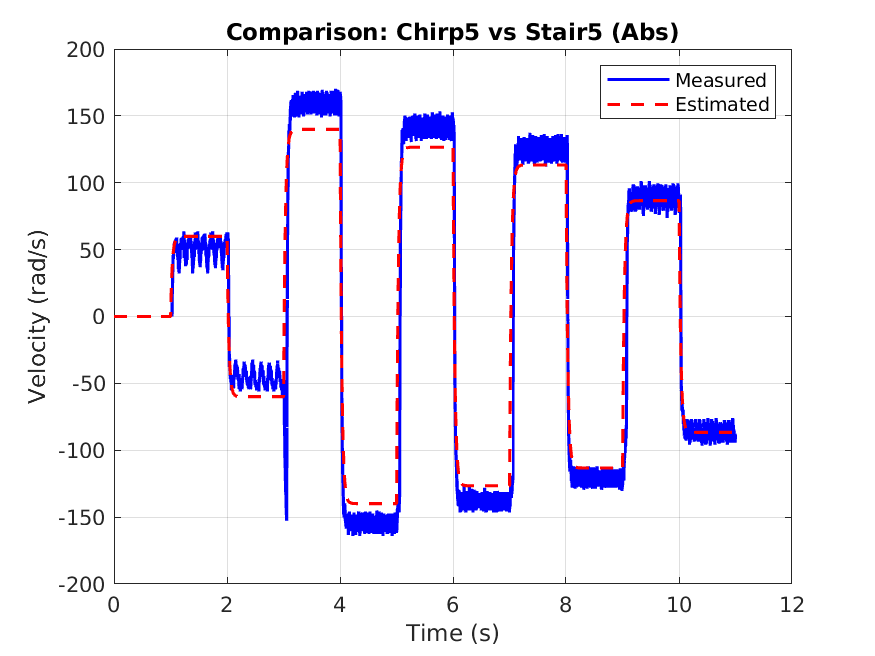 Comparison: Chirp5 vs Stair5 (Abs)
200
150
100
50
0
-50
-100
-150
-200
Velocity (rad/s)
Measured
Estimated
0 2 4 6 8 10 12
Time (s)